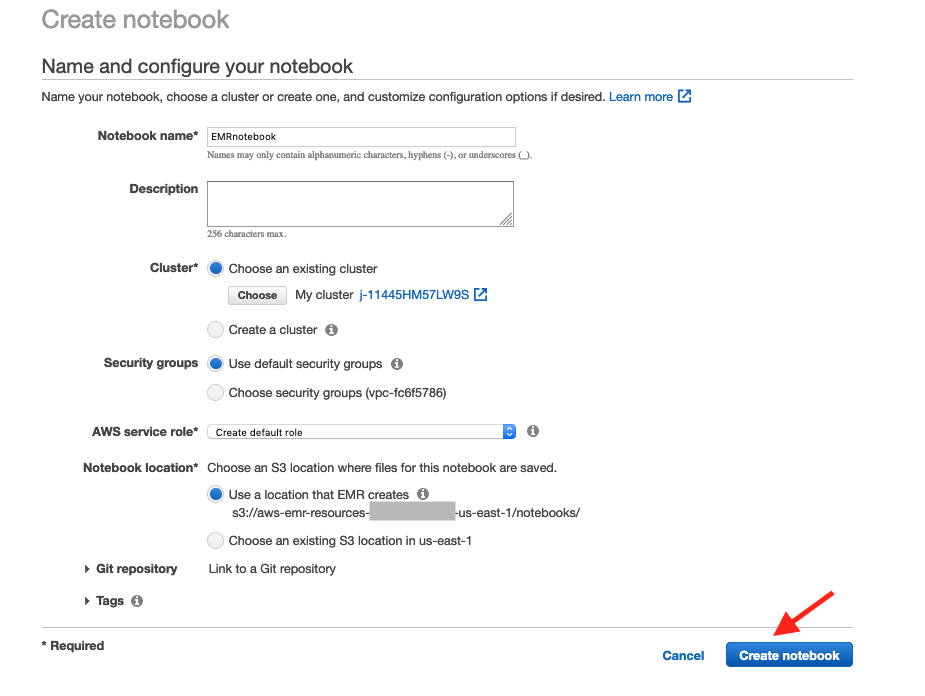 Create notebook
Name and configure your notebook
Name your notebook, choose a cluster or create one, and customize configuration options if desired. Learn more
Notebook name* EMRnotebook
Names may only contain alphanumeric characters, hyphens (-), or underscores (_).
Description
256 characters max.
Cluster* Choose an existing cluster
Choose My cluster j-11445HM57LW9S
Create a cluster
Security groups Use default security groups
Choose security groups (vpc-fc6f5786)
AWS service role* Create default role
Notebook location* Choose an S3 location where files for this notebook are saved.
Use a location that EMR creates
s3://aws-emr-resources- -us-east-1/notebooks/
Choose an existing S3 location in us-east-1
Git repository Link to a Git repository
Tags
* Required
Cancel Create notebook